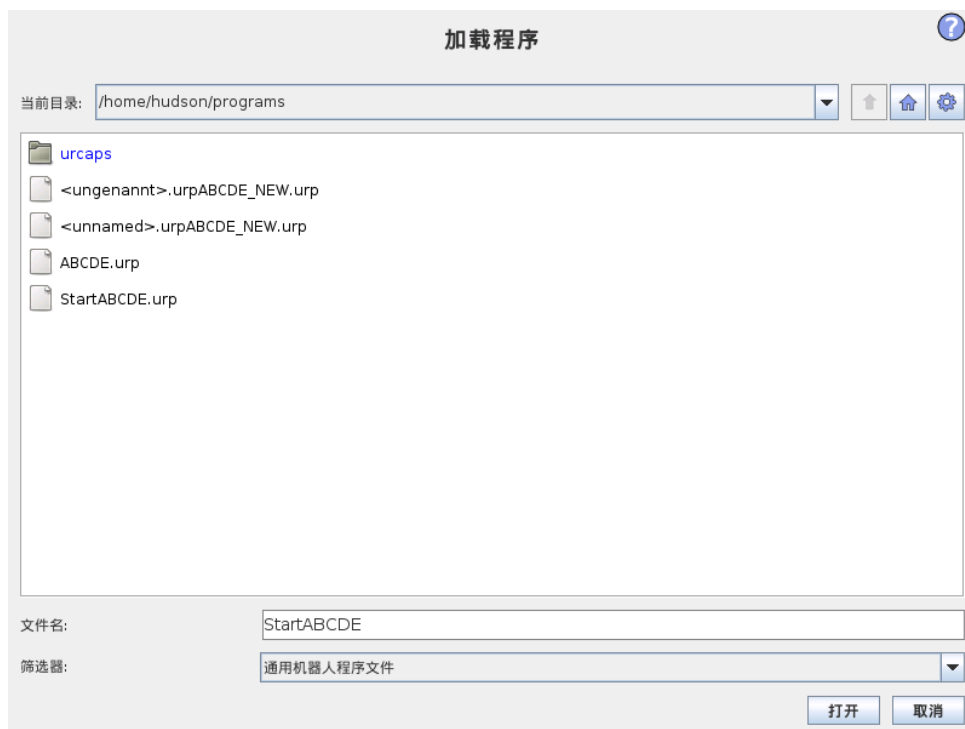 加载程序
?
当前目录: /home/hudson/programs
urcaps
<ungenannt>.urpABCDE_NEW.urp
<unnamed>.urpABCDE_NEW.urp
ABCDE.urp
StartABCDE.urp
文件名: StartABCDE
筛选器: 通用机器人程序文件
打开 取消